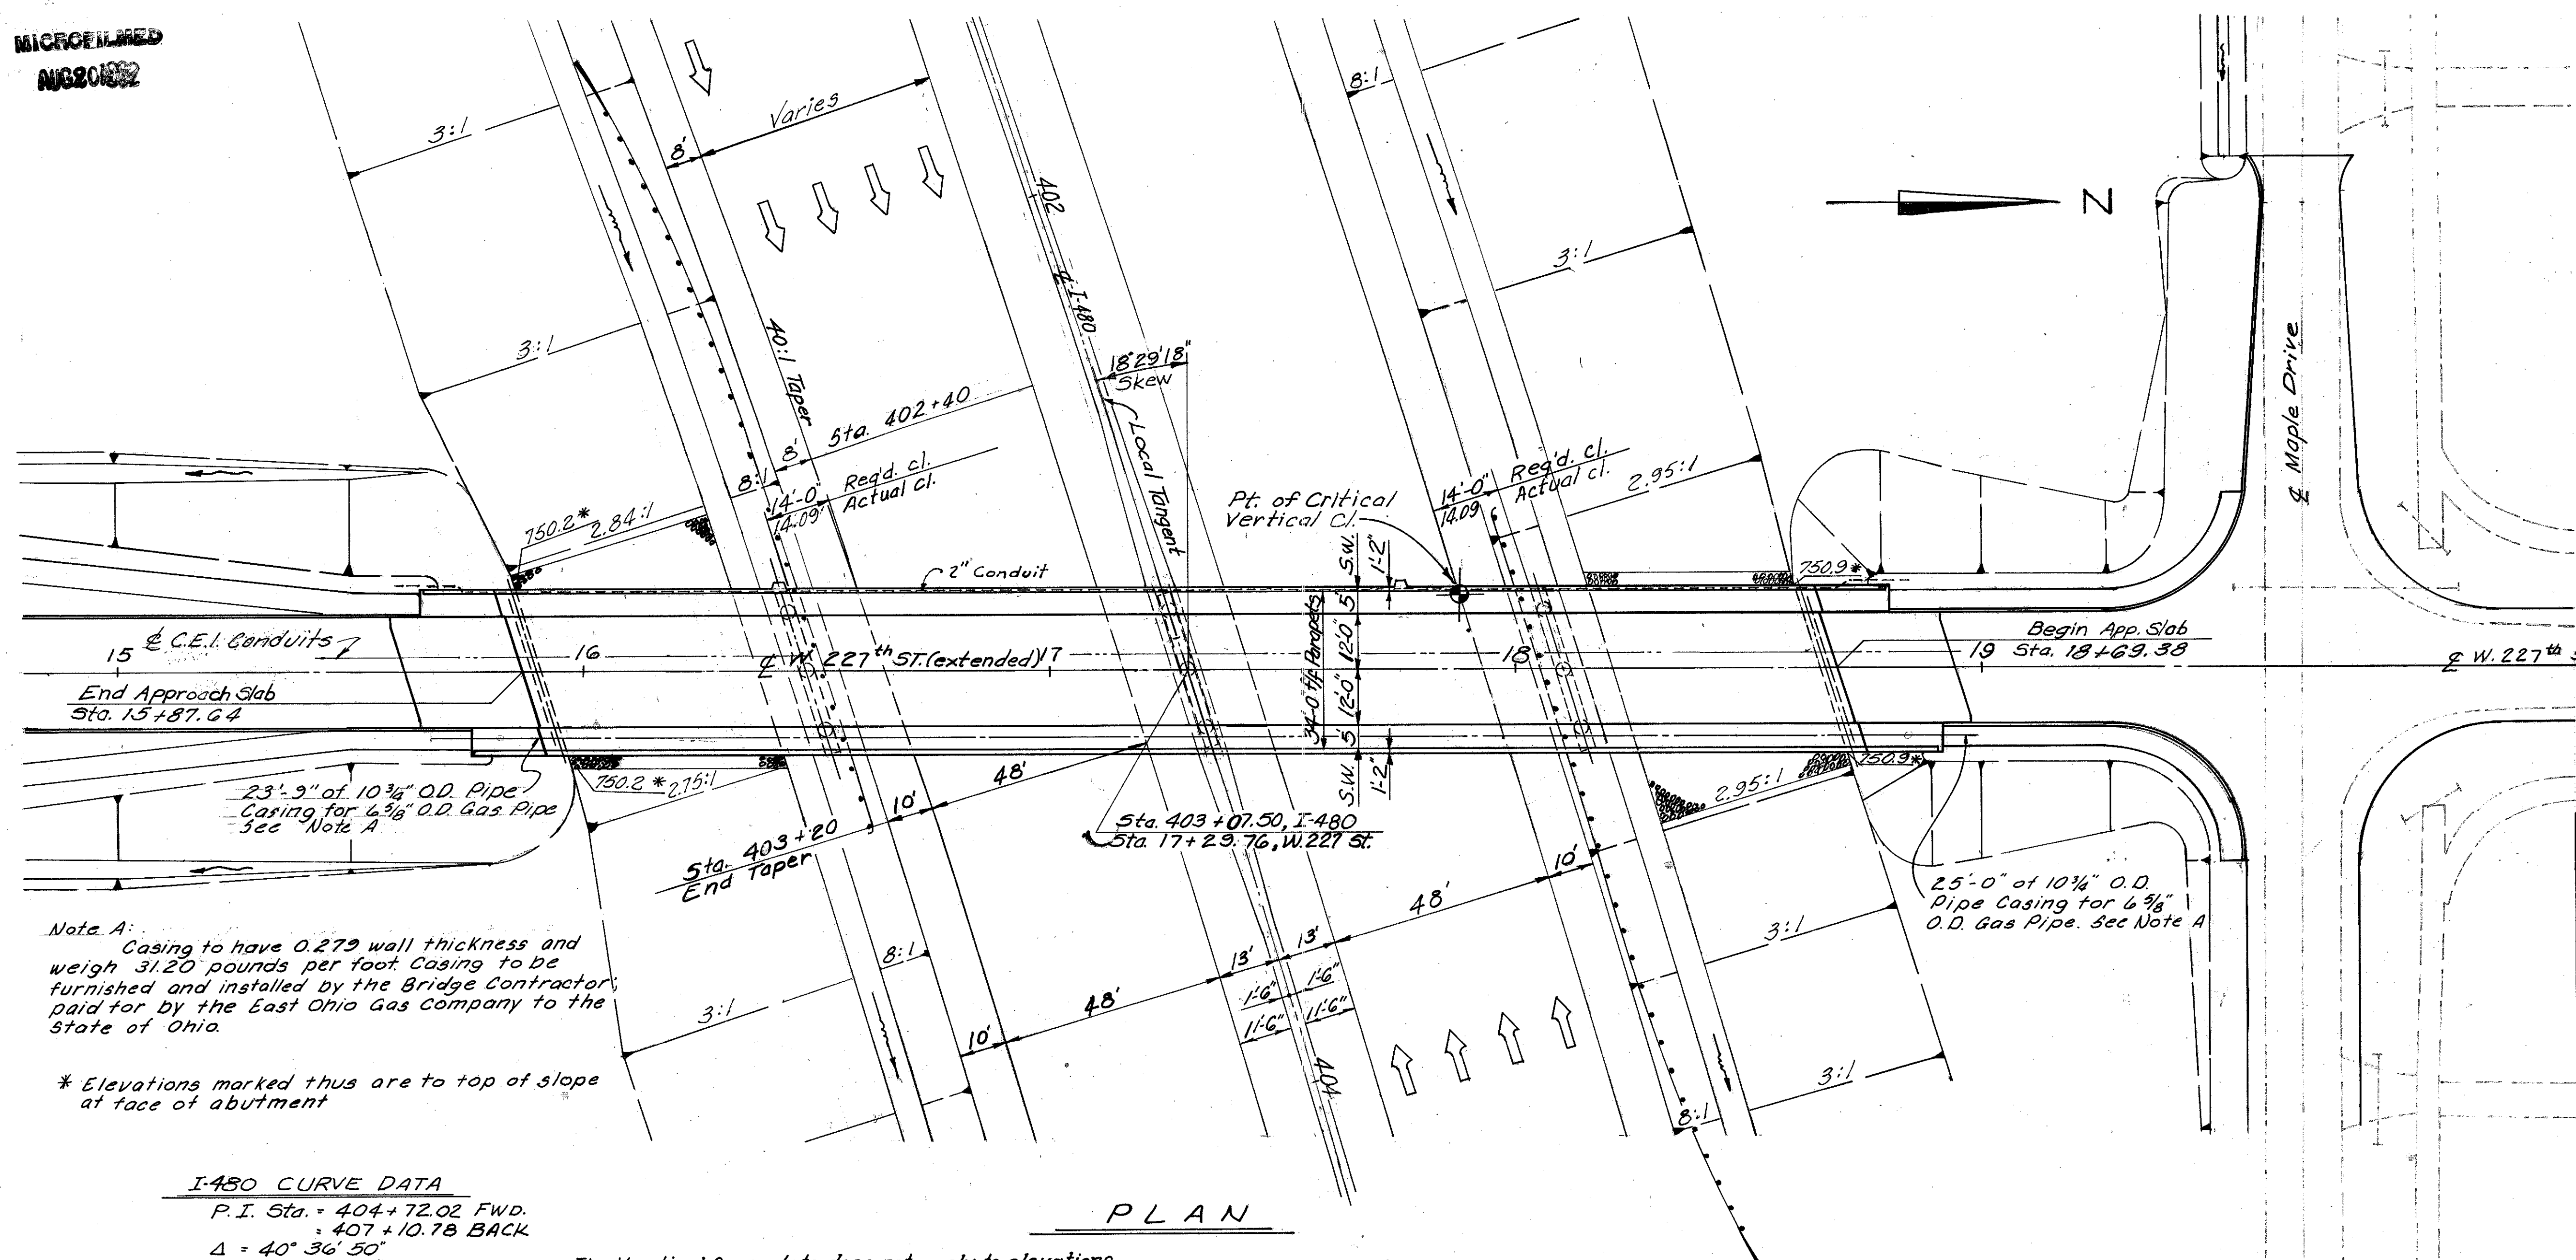 MICROFILMED
AUG 20 1982
3:1
8'
Varies
8:1
3:1
N
402
℄ I-480
3:1
40:1 Taper
18°29'18"
Skew
Local Tangent
8'
Sta. 402+40
8:1
14'-0" Req'd. cl.
14.09' Actual cl.
Pt. of Critical
Vertical Cl.
14'-0" Req'd. cl.
14.09 Actual cl.
2.95:1
℄ Maple Drive
750.2*
2.84:1
2" Conduit
S.W.
1'-2"
750.9*
5'
12'-0"
12'-0"
5'
34'-0 t/t Parapets
S.W.
1'-2"
15
℄ C.E.I. Conduits
16
℄ W. 227th ST. (extended)
17
18
19
Begin App. Slab
Sta. 18+69.38
℄ W. 227th
End Approach Slab
Sta. 15+87.64
23'-9" of 10 3/4" O.D. Pipe
Casing for 6 5/8" O.D. Gas Pipe
See Note A
750.2*
2.75:1
48'
10'
Sta. 403+20
End Taper
Sta. 403+07.50, I-480
Sta. 17+29.76, W. 227 St.
2.95:1
750.9*
10'
48'
25'-0" of 10 3/4" O.D.
Pipe Casing for 6 5/8"
O.D. Gas Pipe. See Note A
Note A:
Casing to have 0.279 wall thickness and
weigh 31.20 pounds per foot. Casing to be
furnished and installed by the Bridge Contractor,
paid for by the East Ohio Gas Company to the
State of Ohio.
8:1
3:1
10'
48'
13'
13'
1'-6"
1'-6"
11'-6"
11'-6"
404
3:1
3:1
8:1
* Elevations marked thus are to top of slope
at face of abutment
I-480 CURVE DATA
P.I. Sta. = 404+72.02 FWD.
= 407+10.78 BACK
Δ = 40° 36' 50"
PLAN